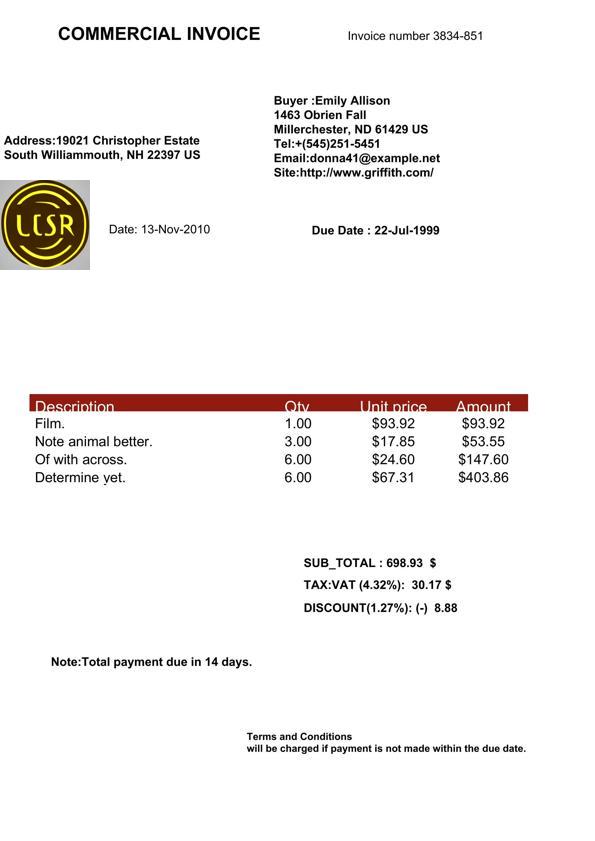 COMMERCIAL INVOICE
Invoice number 3834-851
Buyer :Emily Allison
1463 Obrien Fall
Millerchester, ND 61429 US
Tel:+(545)251-5451
Email:donna41@example.net
Site:http://www.griffith.com/
Address:19021 Christopher Estate
South Williammouth, NH 22397 US
LCSR
Date: 13-Nov-2010
Due Date : 22-Jul-1999
Description Qty Unit price Amount
Film. 1.00 $93.92 $93.92
Note animal better. 3.00 $17.85 $53.55
Of with across. 6.00 $24.60 $147.60
Determine yet. 6.00 $67.31 $403.86
SUB_TOTAL : 698.93 $
TAX:VAT (4.32%): 30.17 $
DISCOUNT(1.27%): (-) 8.88
Note:Total payment due in 14 days.
Terms and Conditions
will be charged if payment is not made within the due date.